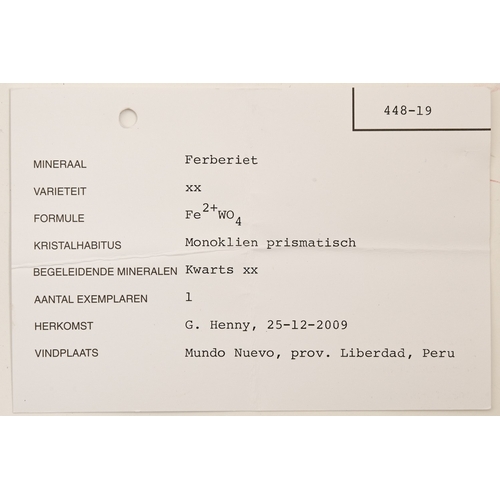 448-19
MINERAAL Ferberiet
VARIETEIT xx
FORMULE Fe²⁺WO₄
KRISTALHABITUS Monoklien prismatisch
BEGELEIDENDE MINERALEN Kwarts xx
AANTAL EXEMPLAREN 1
HERKOMST G. Henny, 25-12-2009
VINDPLAATS Mundo Nuevo, prov. Liberdad, Peru